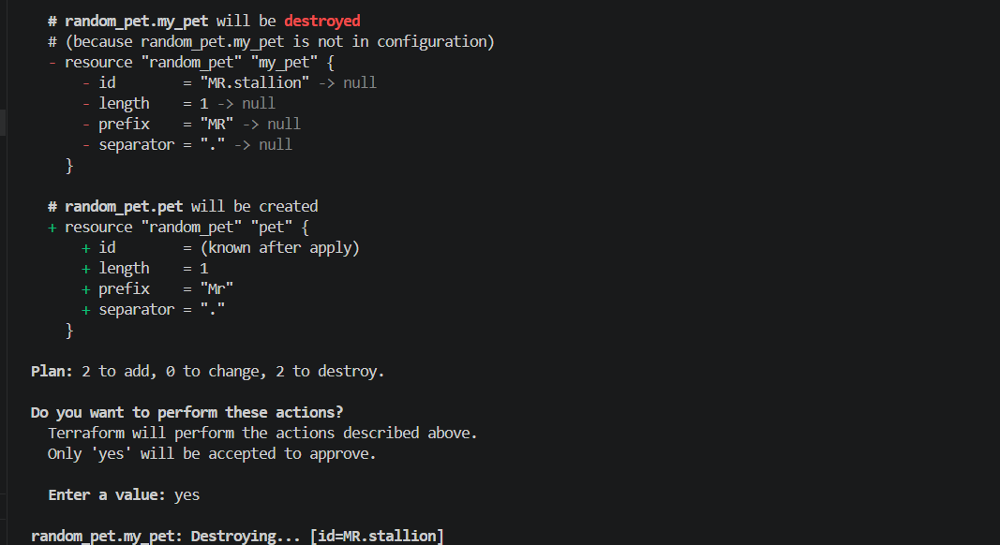 # random_pet.my_pet will be destroyed
# (because random_pet.my_pet is not in configuration)
- resource "random_pet" "my_pet" {
- id        = "MR.stallion" -> null
- length    = 1 -> null
- prefix    = "MR" -> null
- separator = "." -> null
}
# random_pet.pet will be created
+ resource "random_pet" "pet" {
+ id        = (known after apply)
+ length    = 1
+ prefix    = "Mr"
+ separator = "."
}
Plan: 2 to add, 0 to change, 2 to destroy.
Do you want to perform these actions?
Terraform will perform the actions described above.
Only 'yes' will be accepted to approve.
Enter a value: yes
random_pet.my_pet: Destroying... [id=MR.stallion]